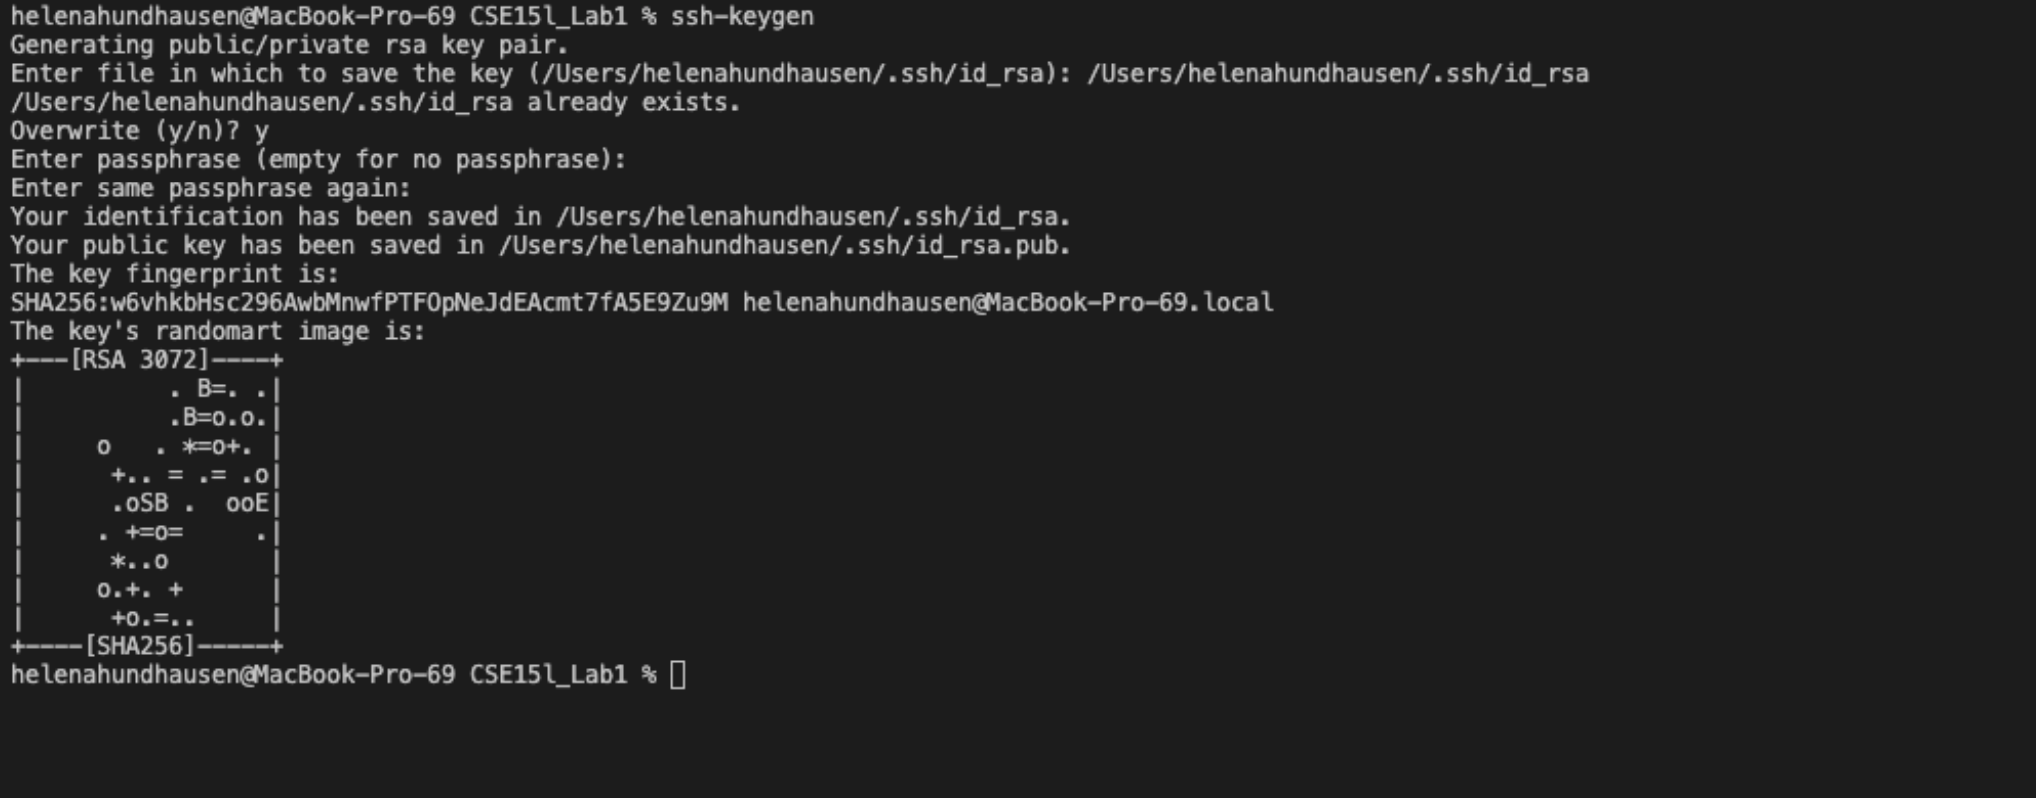 helenahundhausen@MacBook-Pro-69 CSE15l_Lab1 % ssh-keygen
Generating public/private rsa key pair.
Enter file in which to save the key (/Users/helenahundhausen/.ssh/id_rsa): /Users/helenahundhausen/.ssh/id_rsa
/Users/helenahundhausen/.ssh/id_rsa already exists.
Overwrite (y/n)? y
Enter passphrase (empty for no passphrase):
Enter same passphrase again:
Your identification has been saved in /Users/helenahundhausen/.ssh/id_rsa.
Your public key has been saved in /Users/helenahundhausen/.ssh/id_rsa.pub.
The key fingerprint is:
SHA256:w6vhkbHsc296AwbMnwfPTFOpNeJdEAcmt7fA5E9Zu9M helenahundhausen@MacBook-Pro-69.local
The key's randomart image is:
+---[RSA 3072]----+
|          . B=. .|
|          .B=o.o.|
|     o   . *=o+. |
|      +.. = .= .o|
|      .oSB .  ooE|
|     . +=o=     .|
|      *..o       |
|     o.+. +      |
|      +o.=..     |
+----[SHA256]-----+
helenahundhausen@MacBook-Pro-69 CSE15l_Lab1 %